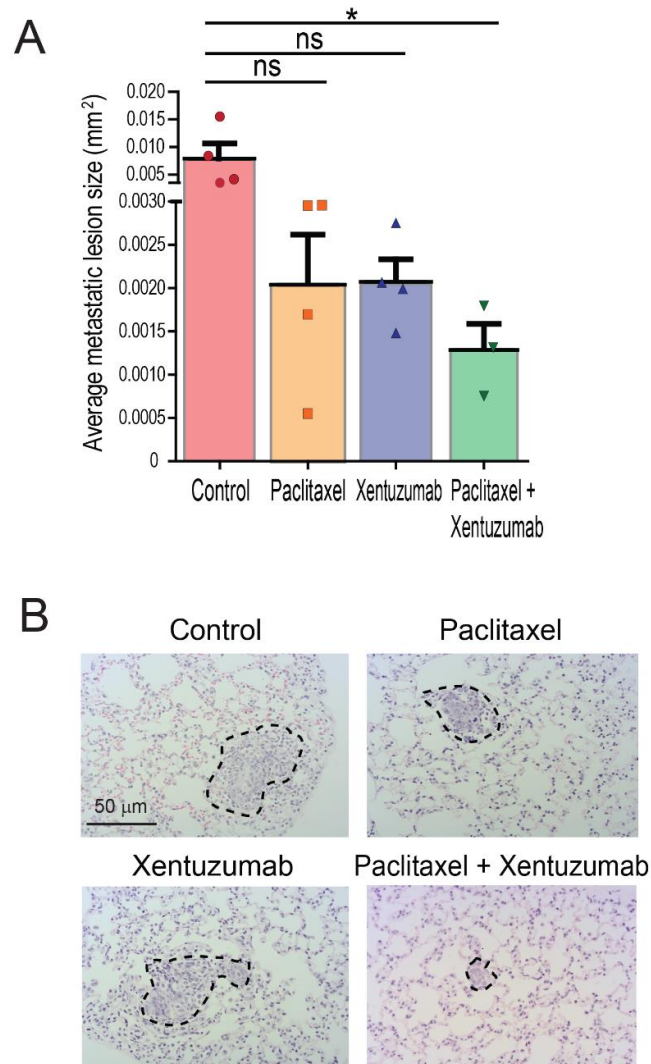 A
*
ns
ns
Average metastatic lesion size (mm²)
0.020
0.015
0.010
0.005
0.0030
0.0025
0.0020
0.0015
0.0010
0.0005
0
Control
Paclitaxel
Xentuzumab
Paclitaxel +
Xentuzumab
B
Control
Paclitaxel
50 μm
Xentuzumab
Paclitaxel + Xentuzumab